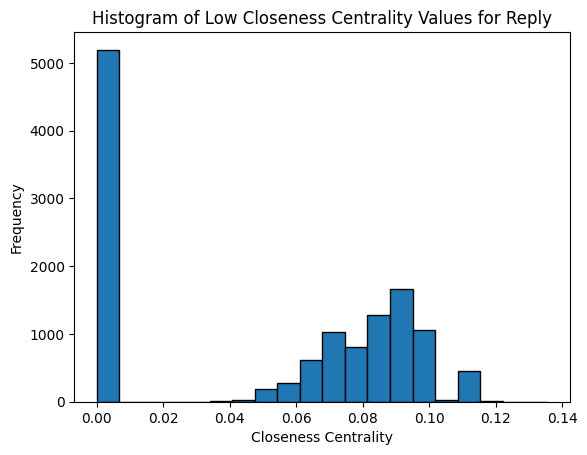 Histogram of Low Closeness Centrality Values for Reply
Frequency
5000
4000
3000
2000
1000
0
0.00 0.02 0.04 0.06 0.08 0.10 0.12 0.14
Closeness Centrality